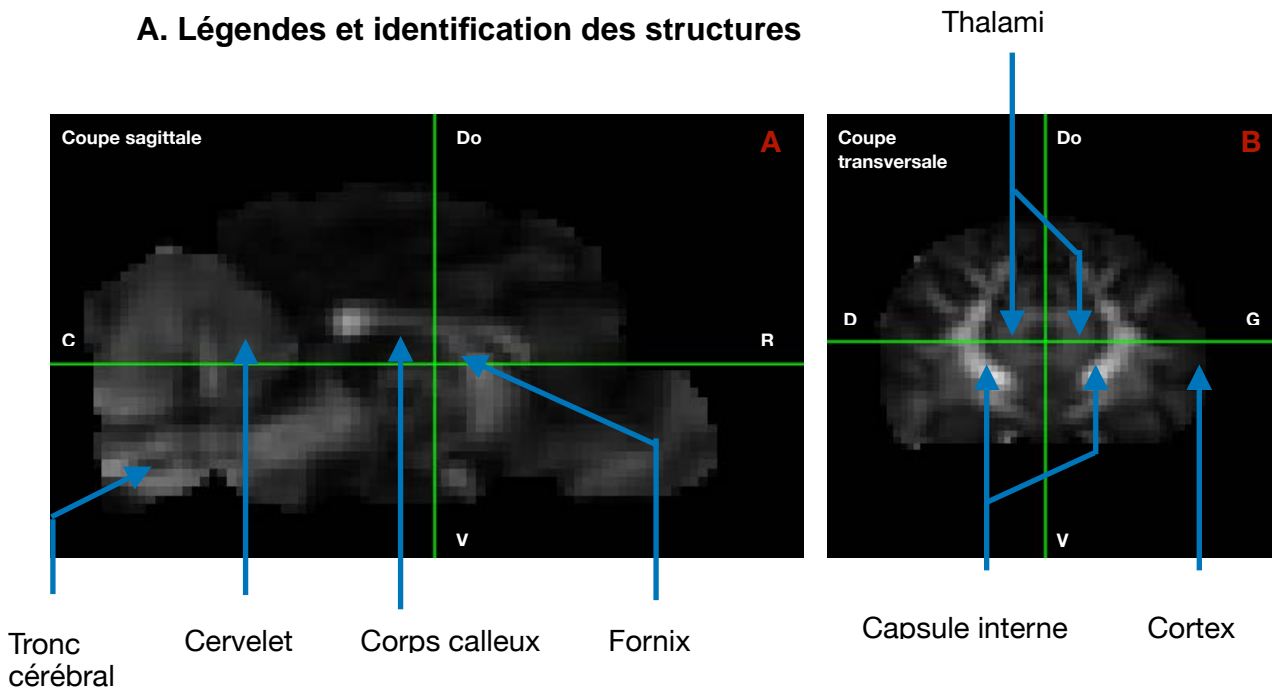 A. Légendes et identification des structures
Thalami
Coupe sagittale
Do
A
C
R
V
Coupe
transversale
Do
B
D
G
V
Tronc
cérébral
Cervelet
Corps calleux
Fornix
Capsule interne
Cortex